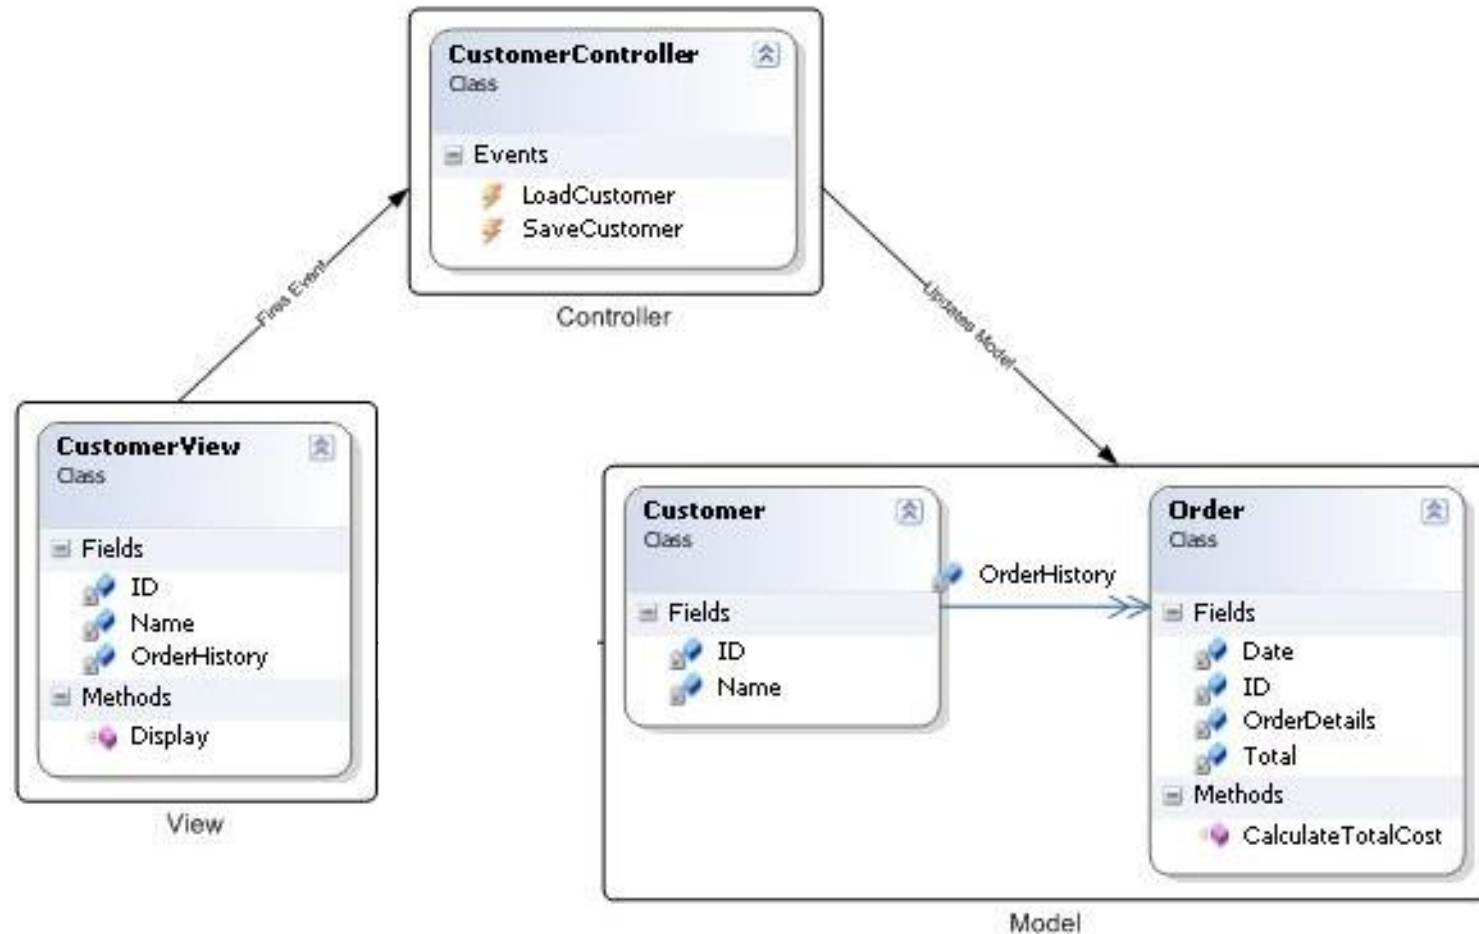 CustomerController
Class
Events
LoadCustomer
SaveCustomer
Controller
Fires Event
Updates Model
CustomerView
Class
Fields
ID
Name
OrderHistory
Methods
Display
View
Customer
Class
Fields
ID
Name
OrderHistory
Order
Class
Fields
Date
ID
OrderDetails
Total
Methods
CalculateTotalCost
Model